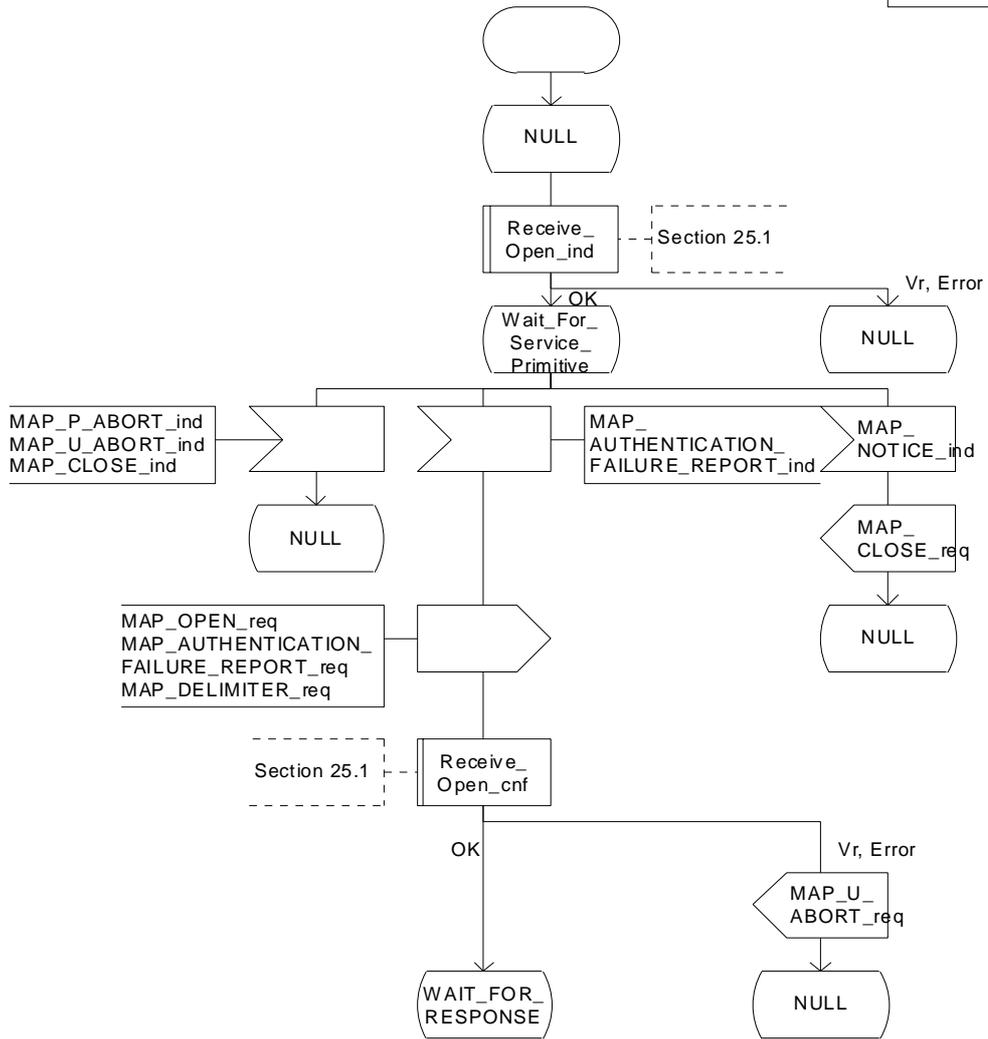 NULL
Receive_
Open_ind
Section 25.1
OK
Vr, Error
Wait_For_
Service_
Primitive
NULL
MAP_P_ABORT_ind
MAP_U_ABORT_ind
MAP_CLOSE_ind
MAP_
AUTHENTICATION_
FAILURE_REPORT_ind
MAP_
NOTICE_ind
NULL
MAP_
CLOSE_req
NULL
MAP_OPEN_req
MAP_AUTHENTICATION_
FAILURE_REPORT_req
MAP_DELIMITER_req
Section 25.1
Receive_
Open_cnf
OK
Vr, Error
MAP_U_
ABORT_req
WAIT_FOR_
RESPONSE
NULL